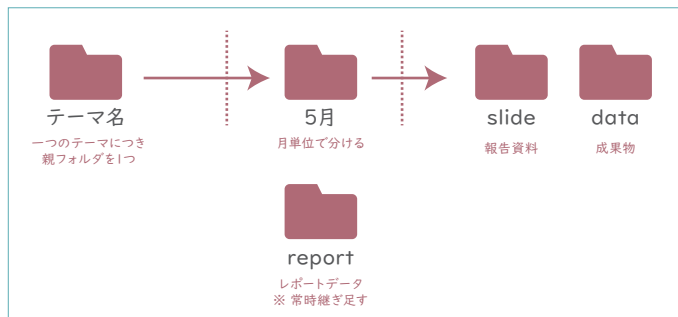 テーマ名
一つのテーマにつき
親フォルダを1つ
5月
月単位で分ける
slide
報告資料
data
成果物
report
レポートデータ
※ 常時継ぎ足す